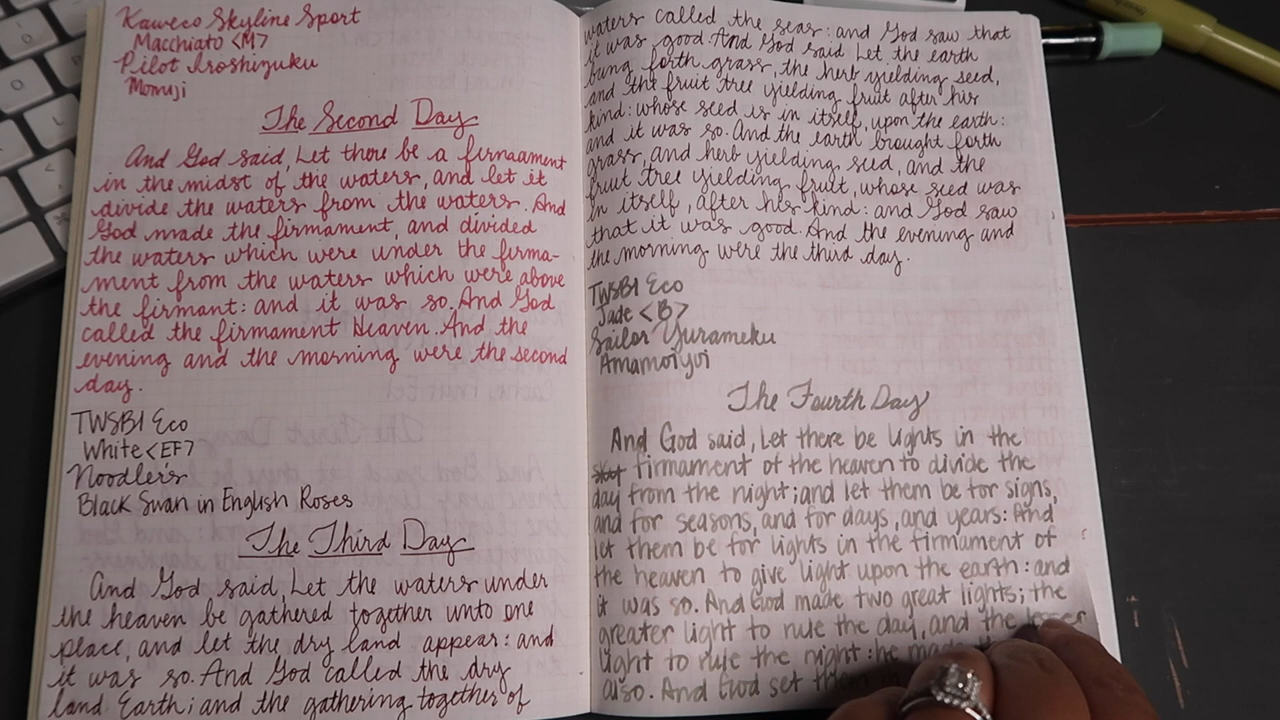 Kaweco Skyline Sport
Macchiato <M>
Pilot Iroshizuku
Momiji
The Second Day
And God said, Let there be a firmaament
in the midst of the waters, and let it
divide the waters from the waters. And
God made the firmament, and divided
the waters which were under the firma-
ment from the waters which were above
the firmant: and it was so. And God
called the firmament Heaven. And the
evening and the morning were the second
day.
TWSBI Eco
White <EF>
Noodler's
Black Swan in English Roses
The Third Day
And God said, Let the waters under
the heaven be gathered together unto one
place, and let the dry land appear: and
it was so. And God called the dry
land Earth; and the gathering together of
waters called the seas: and God saw that
it was good. And God said Let the earth
bung forth grass, the herb yielding seed,
and the fruit tree yielding fruit after his
kind: whose seed is in itself, upon the earth:
and it was so. And the earth brought forth
grass, and herb yielding, seed, and the
fruit tree yielding fruit, whose seed was
in itself, after his kind: and God saw
that it was good. And the evening and
the morning were the third day.
TWSBI Eco
Jade <B>
Sailor Yurameku
Amamoiyoi
The Fourth Day
And God said, Let there be lights in the
firmament of the heaven to divide the
day from the night; and let them be for signs,
and for seasons, and for days, and years: And
let them be for lights in the firmament of
the heaven to give light upon the earth: and
it was so. And God made two great lights; the
greater light to rule the day, and the lesser
light to rule the night: he made
also. And God set them